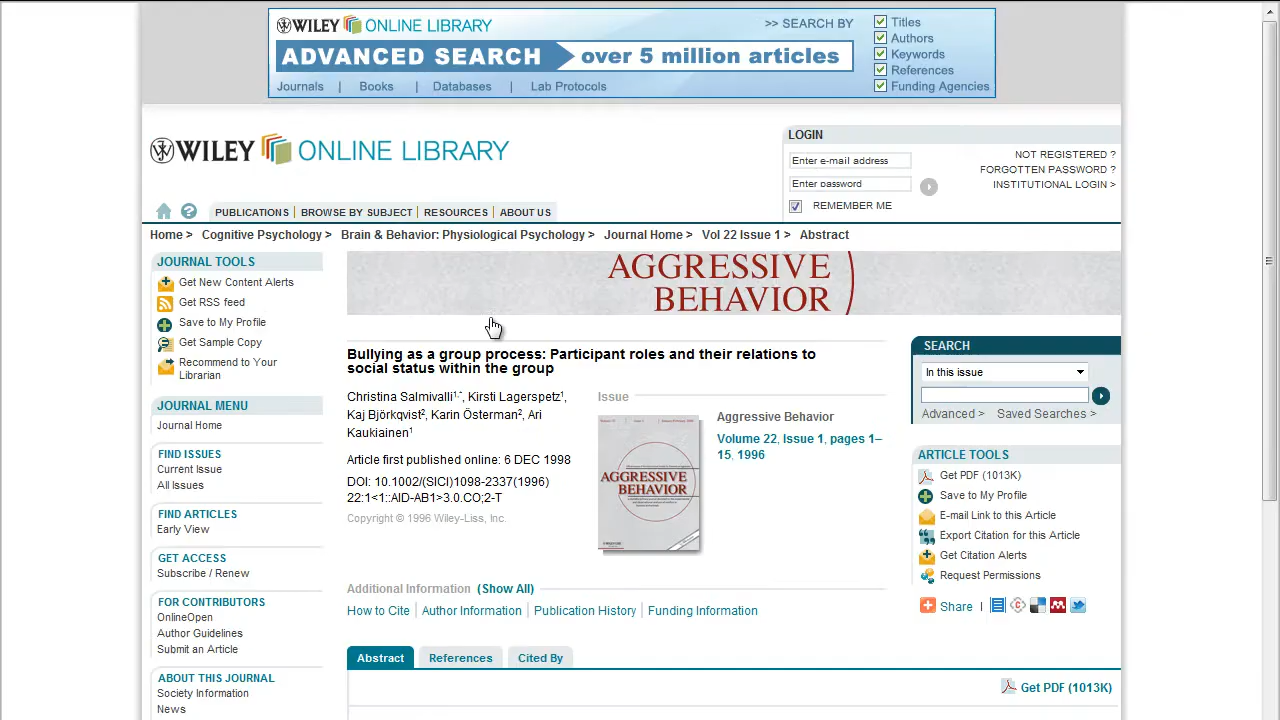 WILEY ONLINE LIBRARY
>> SEARCH BY
Titles
Authors
Keywords
References
Funding Agencies
ADVANCED SEARCH over 5 million articles
Journals | Books | Databases | Lab Protocols
WILEY ONLINE LIBRARY
LOGIN
Enter e-mail address
Enter password
REMEMBER ME
NOT REGISTERED ?
FORGOTTEN PASSWORD ?
INSTITUTIONAL LOGIN >
PUBLICATIONS | BROWSE BY SUBJECT | RESOURCES | ABOUT US
Home > Cognitive Psychology > Brain & Behavior: Physiological Psychology > Journal Home > Vol 22 Issue 1 > Abstract
JOURNAL TOOLS
Get New Content Alerts
Get RSS feed
Save to My Profile
Get Sample Copy
Recommend to Your
Librarian
JOURNAL MENU
Journal Home
FIND ISSUES
Current Issue
All Issues
FIND ARTICLES
Early View
GET ACCESS
Subscribe / Renew
FOR CONTRIBUTORS
OnlineOpen
Author Guidelines
Submit an Article
ABOUT THIS JOURNAL
Society Information
News
AGGRESSIVE
BEHAVIOR
Bullying as a group process: Participant roles and their relations to
social status within the group
Christina Salmivalli1,*, Kirsti Lagerspetz1,
Kaj Björkqvist2, Karin Österman2, Ari
Kaukiainen1
Article first published online: 6 DEC 1998
DOI: 10.1002/(SICI)1098-2337(1996)
22:1<1::AID-AB1>3.0.CO;2-T
Copyright © 1996 Wiley-Liss, Inc.
Issue
AGGRESSIVE
BEHAVIOR
Aggressive Behavior
Volume 22, Issue 1, pages 1–
15, 1996
Additional Information (Show All)
How to Cite | Author Information | Publication History | Funding Information
Abstract References Cited By
Get PDF (1013K)
SEARCH
In this issue
Advanced > Saved Searches >
ARTICLE TOOLS
Get PDF (1013K)
Save to My Profile
E-mail Link to this Article
Export Citation for this Article
Get Citation Alerts
Request Permissions
Share |